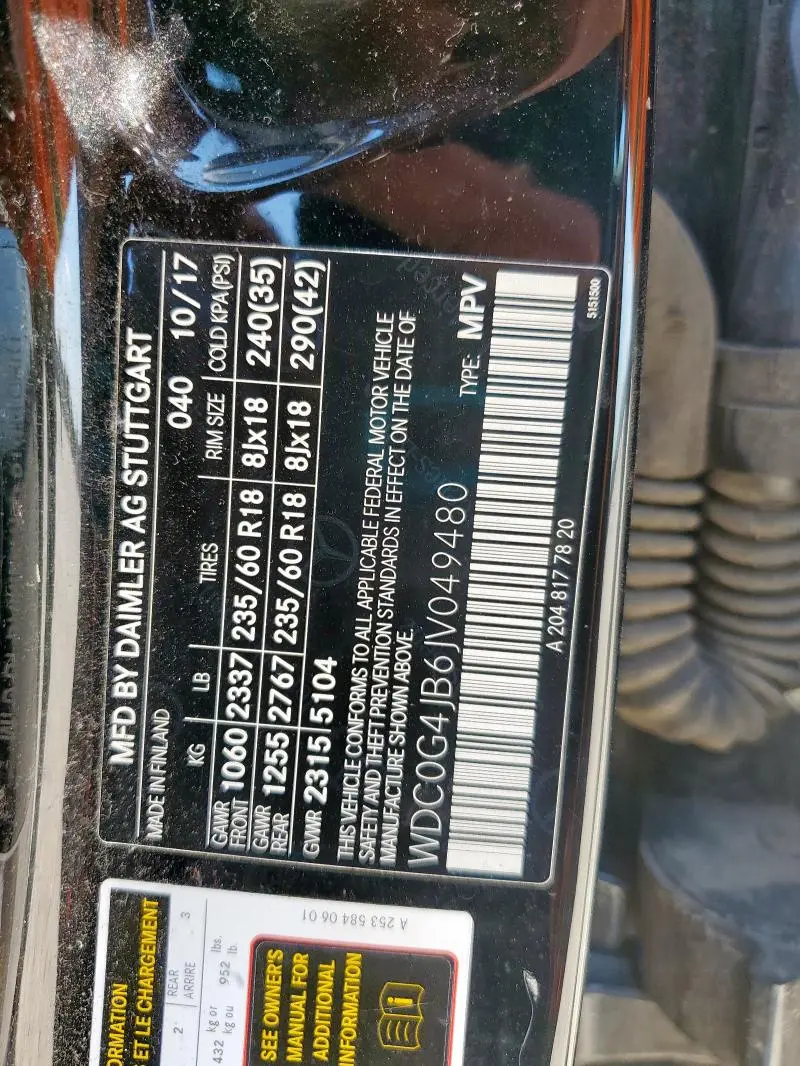 MFD BY DAIMLER AG STUTTGART
MADE IN FINLAND 040 10/17
KG LB TIRES RIM SIZE COLD KPA(PSI)
GAWR FRONT 1060 2337 235/60 R18 8Jx18 240(35)
GAWR REAR 1255 2767 235/60 R18 8Jx18 290(42)
GVWR 2315 5104
THIS VEHICLE CONFORMS TO ALL APPLICABLE FEDERAL MOTOR VEHICLE
SAFETY AND THEFT PREVENTION STANDARDS IN EFFECT ON THE DATE OF
MANUFACTURE SHOWN ABOVE.
WDC0G4JB6JV049480 TYPE: MPV
A 204 817 78 20
5151500
ORMATION
ET LE CHARGEMENT
2 REAR ARRIRE 3
432 kg or 952 lbs.
kg ou lb.
SEE OWNER'S
MANUAL FOR
ADDITIONAL
INFORMATION
A 253 584 06 01